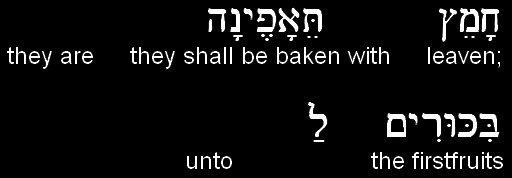 חָמֵץ תֵּאָפֶינָה
they are they shall be baken with leaven;
בִּכּוּרִים לַ
unto the firstfruits